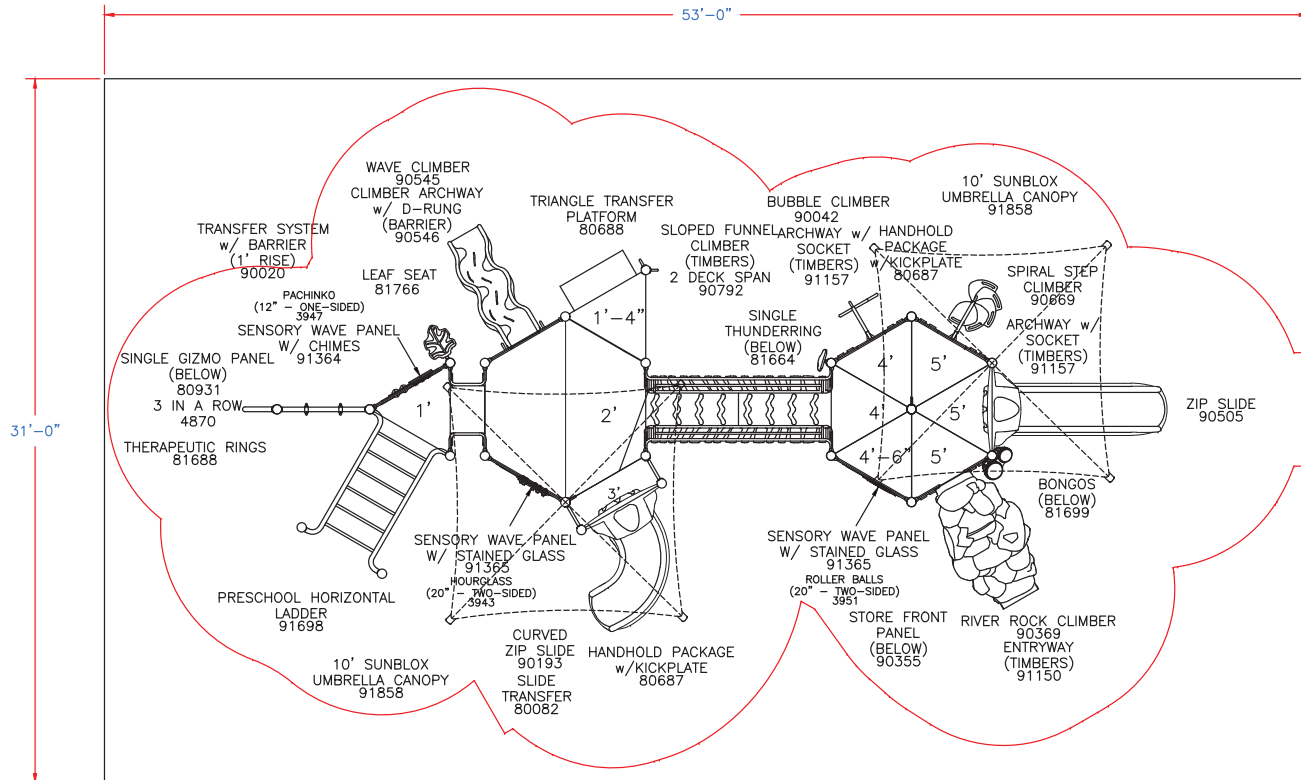 53'-0"
31'-0"
WAVE CLIMBER
90545
CLIMBER ARCHWAY
w/ D-RUNG
(BARRIER)
90546
TRANSFER SYSTEM
w/ BARRIER
(1' RISE)
90020
LEAF SEAT
81766
PACHINKO
(12" - ONE-SIDED)
3947
SENSORY WAVE PANEL
W/ CHIMES
91364
SINGLE GIZMO PANEL
(BELOW)
80931
3 IN A ROW
4870
THERAPEUTIC RINGS
81688
TRIANGLE TRANSFER
PLATFORM
80688
SLOPED FUNNEL
CLIMBER
(TIMBERS)
2 DECK SPAN
90792
BUBBLE CLIMBER
90042
ARCHWAY w/
SOCKET
(TIMBERS)
91157
HANDHOLD
PACKAGE
w/KICKPLATE
80687
10' SUNBLOX
UMBRELLA CANOPY
91858
SPIRAL STEP
CLIMBER
90669
ARCHWAY w/
SOCKET
(TIMBERS)
91157
SINGLE
THUNDERRING
(BELOW)
81664
ZIP SLIDE
90505
1'
1'-4"
2'
3'
4'
5'
4'
5'
4'-6"
5'
BONGOS
(BELOW)
81699
SENSORY WAVE PANEL
W/ STAINED GLASS
91365
HOURGLASS
(20" - TWO-SIDED)
3943
SENSORY WAVE PANEL
W/ STAINED GLASS
91365
ROLLER BALLS
(20" - TWO-SIDED)
3951
STORE FRONT
PANEL
(BELOW)
90355
RIVER ROCK CLIMBER
90369
ENTRYWAY
(TIMBERS)
91150
PRESCHOOL HORIZONTAL
LADDER
91698
10' SUNBLOX
UMBRELLA CANOPY
91858
CURVED
ZIP SLIDE
90193
SLIDE
TRANSFER
80082
HANDHOLD PACKAGE
w/KICKPLATE
80687